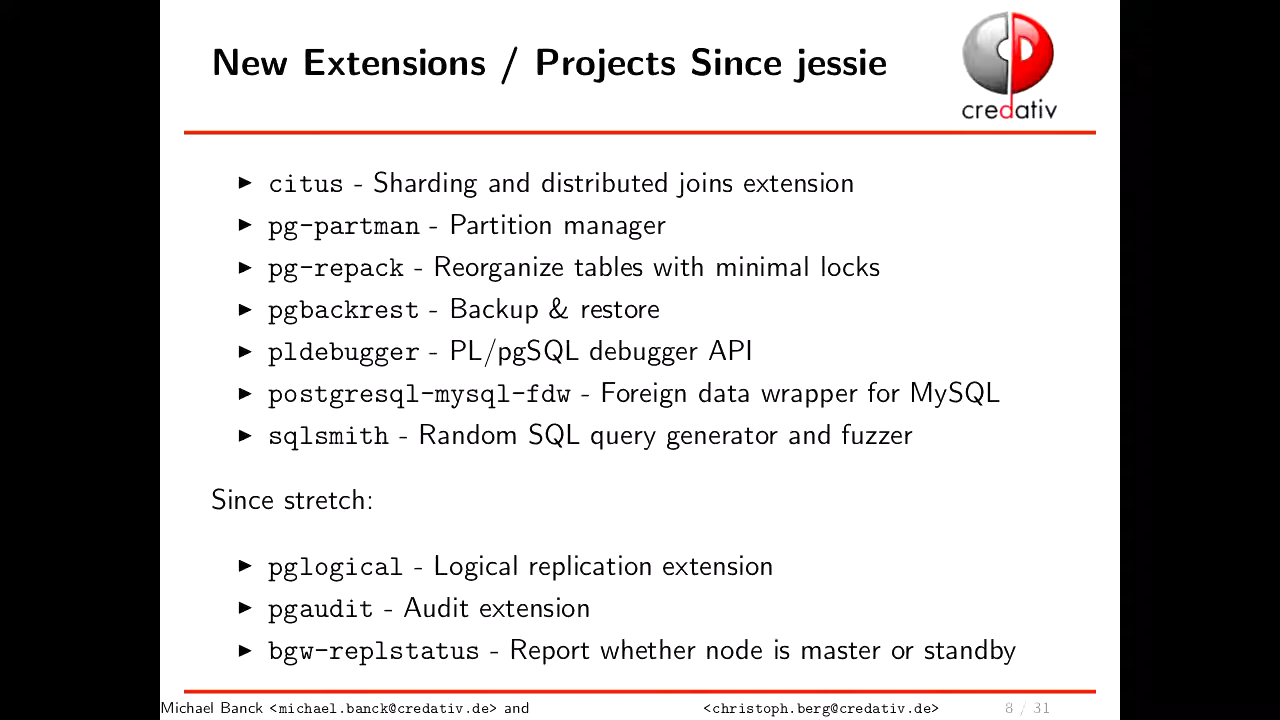 New Extensions / Projects Since jessie
credativ
▶ citus - Sharding and distributed joins extension
▶ pg-partman - Partition manager
▶ pg-repack - Reorganize tables with minimal locks
▶ pgbackrest - Backup & restore
▶ pldebugger - PL/pgSQL debugger API
▶ postgresql-mysql-fdw - Foreign data wrapper for MySQL
▶ sqlsmith - Random SQL query generator and fuzzer
Since stretch:
▶ pglogical - Logical replication extension
▶ pgaudit - Audit extension
▶ bgw-replstatus - Report whether node is master or standby
Michael Banck <michael.banck@credativ.de> and <christoph.berg@credativ.de> 8 / 31